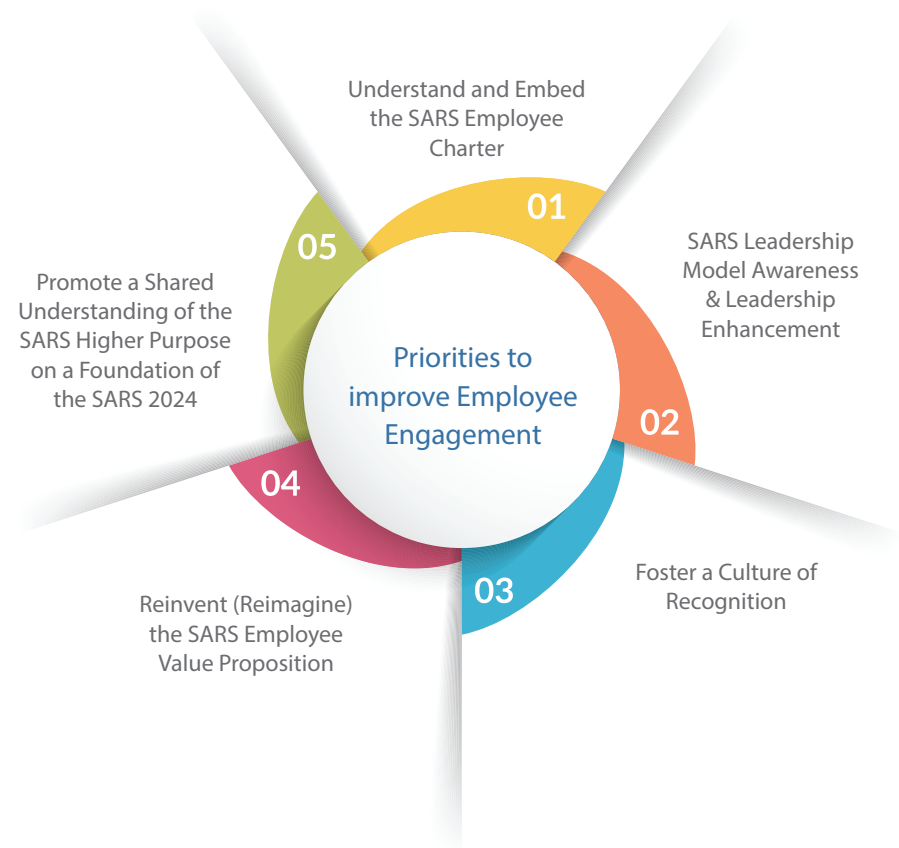 Understand and Embed
the SARS Employee
Charter
01
SARS Leadership
Model Awareness
& Leadership
Enhancement
02
Foster a Culture of
Recognition
03
Reinvent (Reimagine)
the SARS Employee
Value Proposition
04
Promote a Shared
Understanding of the
SARS Higher Purpose
on a Foundation of
the SARS 2024
05
Priorities to
improve Employee
Engagement